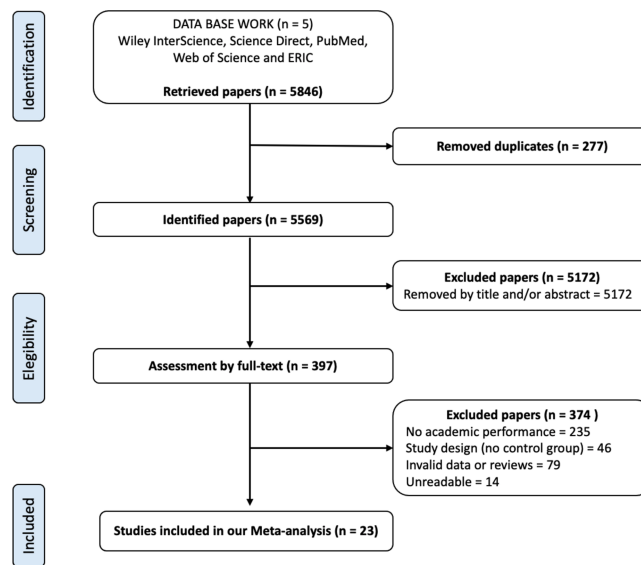 Identification
DATA BASE WORK (n = 5)
Wiley InterScience, Science Direct, PubMed,
Web of Science and ERIC
Retrieved papers (n = 5846)
Removed duplicates (n = 277)
Screening
Identified papers (n = 5569)
Excluded papers (n = 5172)
Removed by title and/or abstract = 5172
Elegibility
Assessment by full-text (n = 397)
Excluded papers (n = 374 )
No academic performance = 235
Study design (no control group) = 46
Invalid data or reviews = 79
Unreadable = 14
Included
Studies included in our Meta-analysis (n = 23)